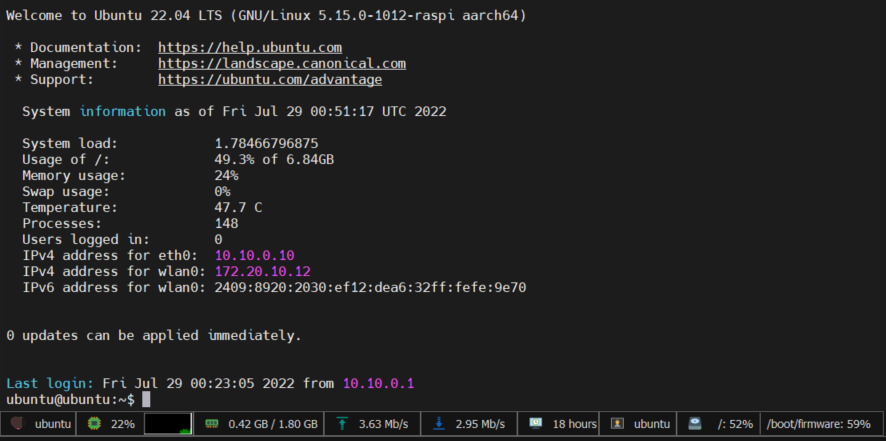 Welcome to Ubuntu 22.04 LTS (GNU/Linux 5.15.0-1012-raspi aarch64)
* Documentation: https://help.ubuntu.com
* Management: https://landscape.canonical.com
* Support: https://ubuntu.com/advantage
System information as of Fri Jul 29 00:51:17 UTC 2022
System load: 1.78466796875
Usage of /: 49.3% of 6.84GB
Memory usage: 24%
Swap usage: 0%
Temperature: 47.7 C
Processes: 148
Users logged in: 0
IPv4 address for eth0: 10.10.0.10
IPv4 address for wlan0: 172.20.10.12
IPv6 address for wlan0: 2409:8920:2030:ef12:dea6:32ff:fefe:9e70
0 updates can be applied immediately.
Last login: Fri Jul 29 00:23:05 2022 from 10.10.0.1
ubuntu@ubuntu:~$
ubuntu 22% 0.42 GB / 1.80 GB 3.63 Mb/s 2.95 Mb/s 18 hours ubuntu /: 52% /boot/firmware: 59%